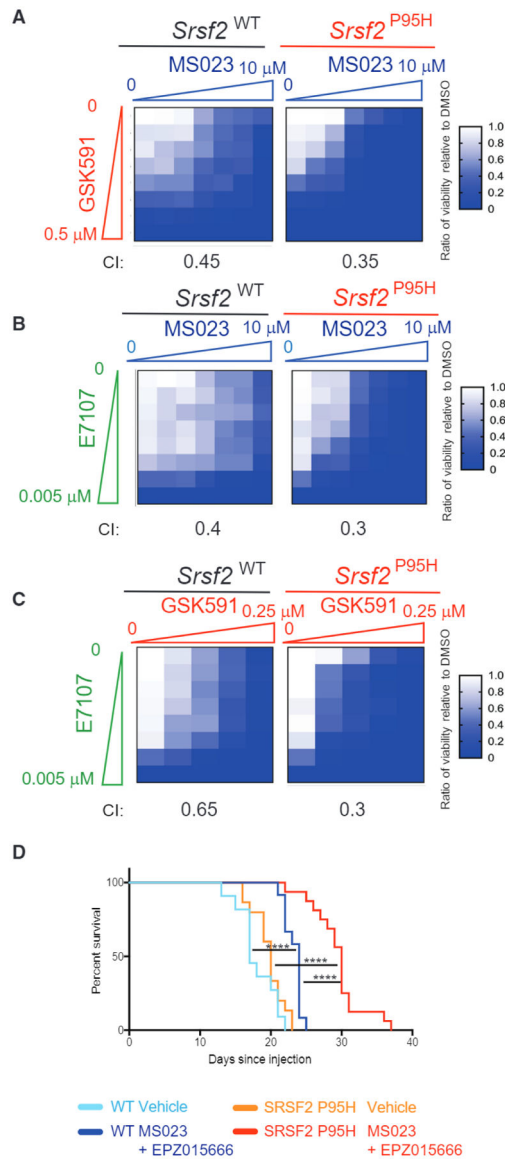 A
Srsf2 WT
Srsf2 P95H
MS023 10 μM
MS023 10 μM
0
0
0
GSK591
0.5 μM
Ratio of viability relative to DMSO
1.0
0.8
0.6
0.4
0.2
0
CI:
0.45
0.35
B
Srsf2 WT
Srsf2 P95H
MS023 10 μM
MS023 10 μM
0
0
0
E7107
0.005 μM
Ratio of viability relative to DMSO
1.0
0.8
0.6
0.4
0.2
0
CI:
0.4
0.3
C
Srsf2 WT
Srsf2 P95H
GSK591 0.25 μM
GSK591 0.25 μM
0
0
0
E7107
0.005 μM
Ratio of viability relative to DMSO
1.0
0.8
0.6
0.4
0.2
0
CI:
0.65
0.3
D
Percent survival
100
50
0
****
****
****
0 10 20 30 40
Days since injection
WT Vehicle
SRSF2 P95H Vehicle
WT MS023
+ EPZ015666
SRSF2 P95H MS023
+ EPZ015666